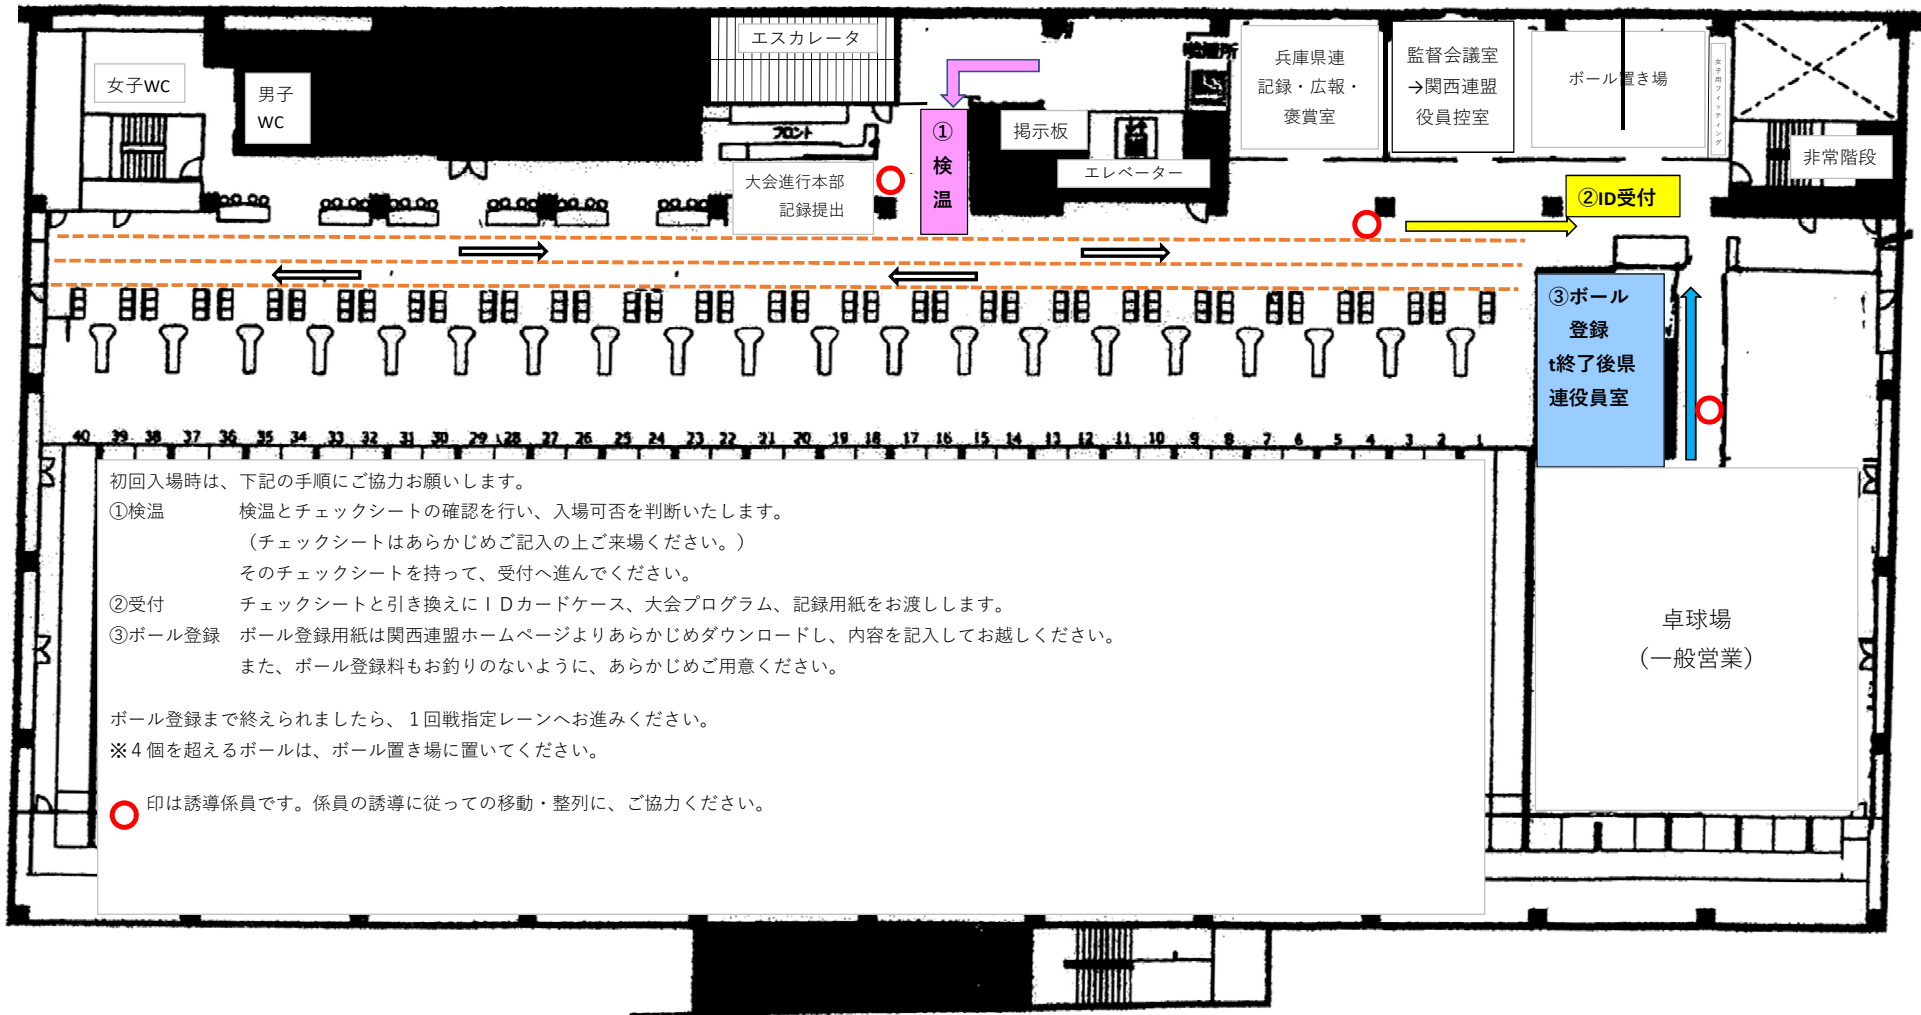 エスカレータ
女子WC
男子
WC
フロント
大会進行本部
記録提出
①
検
温
掲示板
エレベーター
兵庫県連
記録・広報・
褒賞室
監督会議室
→関西連盟
役員控室
ボール置き場
女子用フィッティング
非常階段
②ID受付
③ボール
登録
t終了後県
連役員室
40 39 38 37 36 35 34 33 32 31 30 29 28 27 26 25 24 23 22 21 20 19 18 17 16 15 14 13 12 11 10 9 8 7 6 5 4 3 2 1
初回入場時は、下記の手順にご協力お願いします。
①検温 検温とチェックシートの確認を行い、入場可否を判断いたします。
（チェックシートはあらかじめご記入の上ご来場ください。）
そのチェックシートを持って、受付へ進んでください。
②受付 チェックシートと引き換えにＩＤカードケース、大会プログラム、記録用紙をお渡しします。
③ボール登録 ボール登録用紙は関西連盟ホームページよりあらかじめダウンロードし、内容を記入してお越しください。
また、ボール登録料もお釣りのないように、あらかじめご用意ください。
ボール登録まで終えられましたら、１回戦指定レーンへお進みください。
※４個を超えるボールは、ボール置き場に置いてください。
印は誘導係員です。係員の誘導に従っての移動・整列に、ご協力ください。
卓球場
（一般営業）